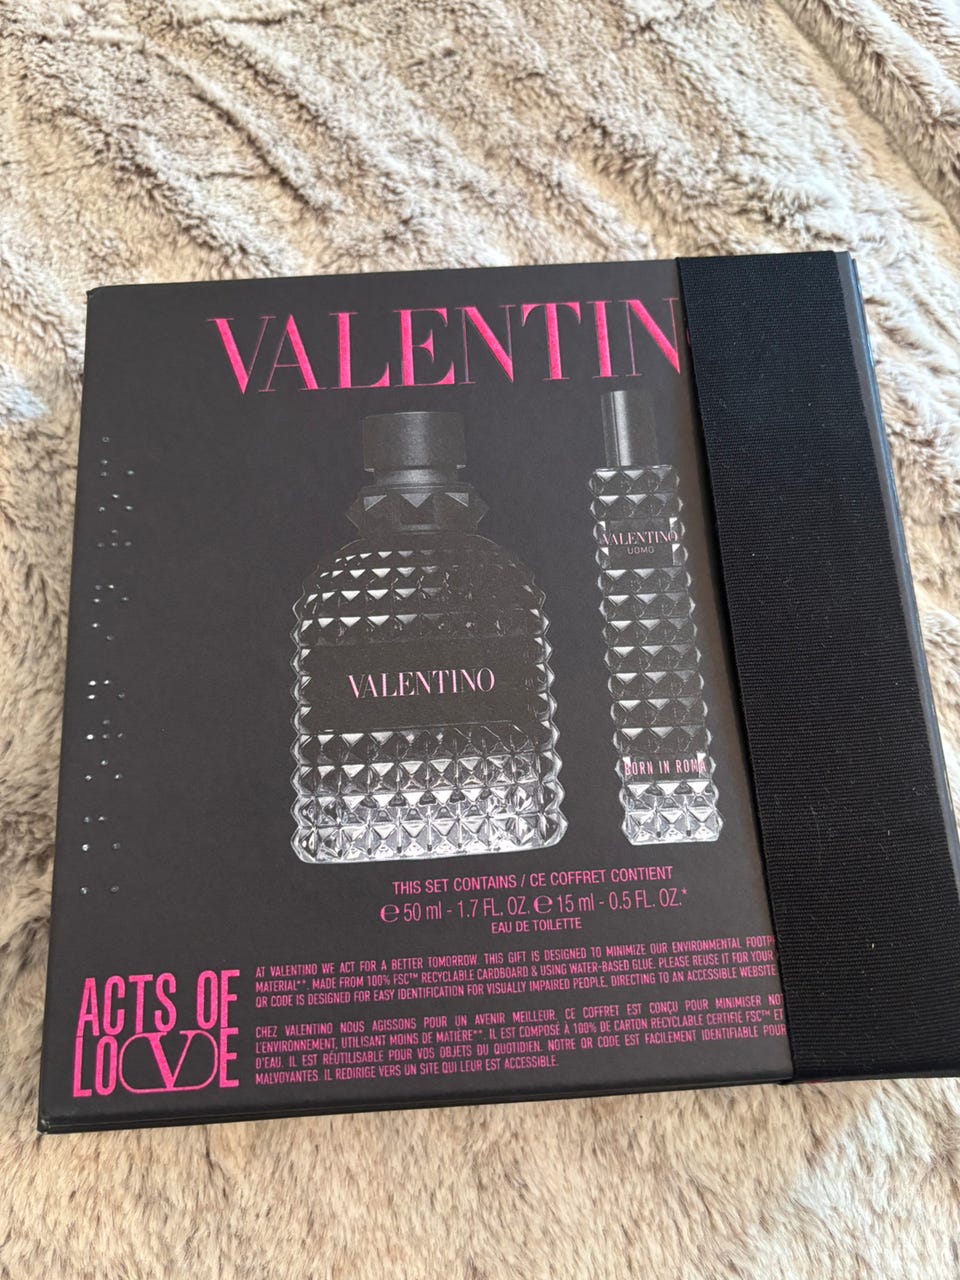 VALENTIN
VALENTINO
UOMO
VALENTINO
BORN IN ROMA
THIS SET CONTAINS / CE COFFRET CONTIENT
℮ 50 ml - 1.7 FL. OZ. ℮ 15 ml - 0.5 FL. OZ.*
EAU DE TOILETTE
ACTS OF
LOVE
AT VALENTINO WE ACT FOR A BETTER TOMORROW. THIS GIFT IS DESIGNED TO MINIMIZE OUR ENVIRONMENTAL
MATERIAL**. MADE FROM 100% FSC™ RECYCLABLE CARDBOARD & USING WATER-BASED GLUE. PLEASE REUSE IT FOR YOUR
QR CODE IS DESIGNED FOR EASY IDENTIFICATION FOR VISUALLY IMPAIRED PEOPLE, DIRECTING TO AN ACCESSIBLE WEBSITE
CHEZ VALENTINO NOUS AGISSONS POUR UN AVENIR MEILLEUR. CE COFFRET EST CONÇU POUR MINIMISER
L'ENVIRONNEMENT, UTILISANT MOINS DE MATIÈRE**. IL EST COMPOSÉ À 100% DE CARTON RECYCLABLE CERTIFIÉ FSC™ ET
D'EAU. IL EST RÉUTILISABLE POUR VOS OBJETS DU QUOTIDIEN. NOTRE QR CODE EST FACILEMENT IDENTIFIABLE POUR
MALVOYANTES. IL REDIRIGE VERS UN SITE QUI LEUR EST ACCESSIBLE.